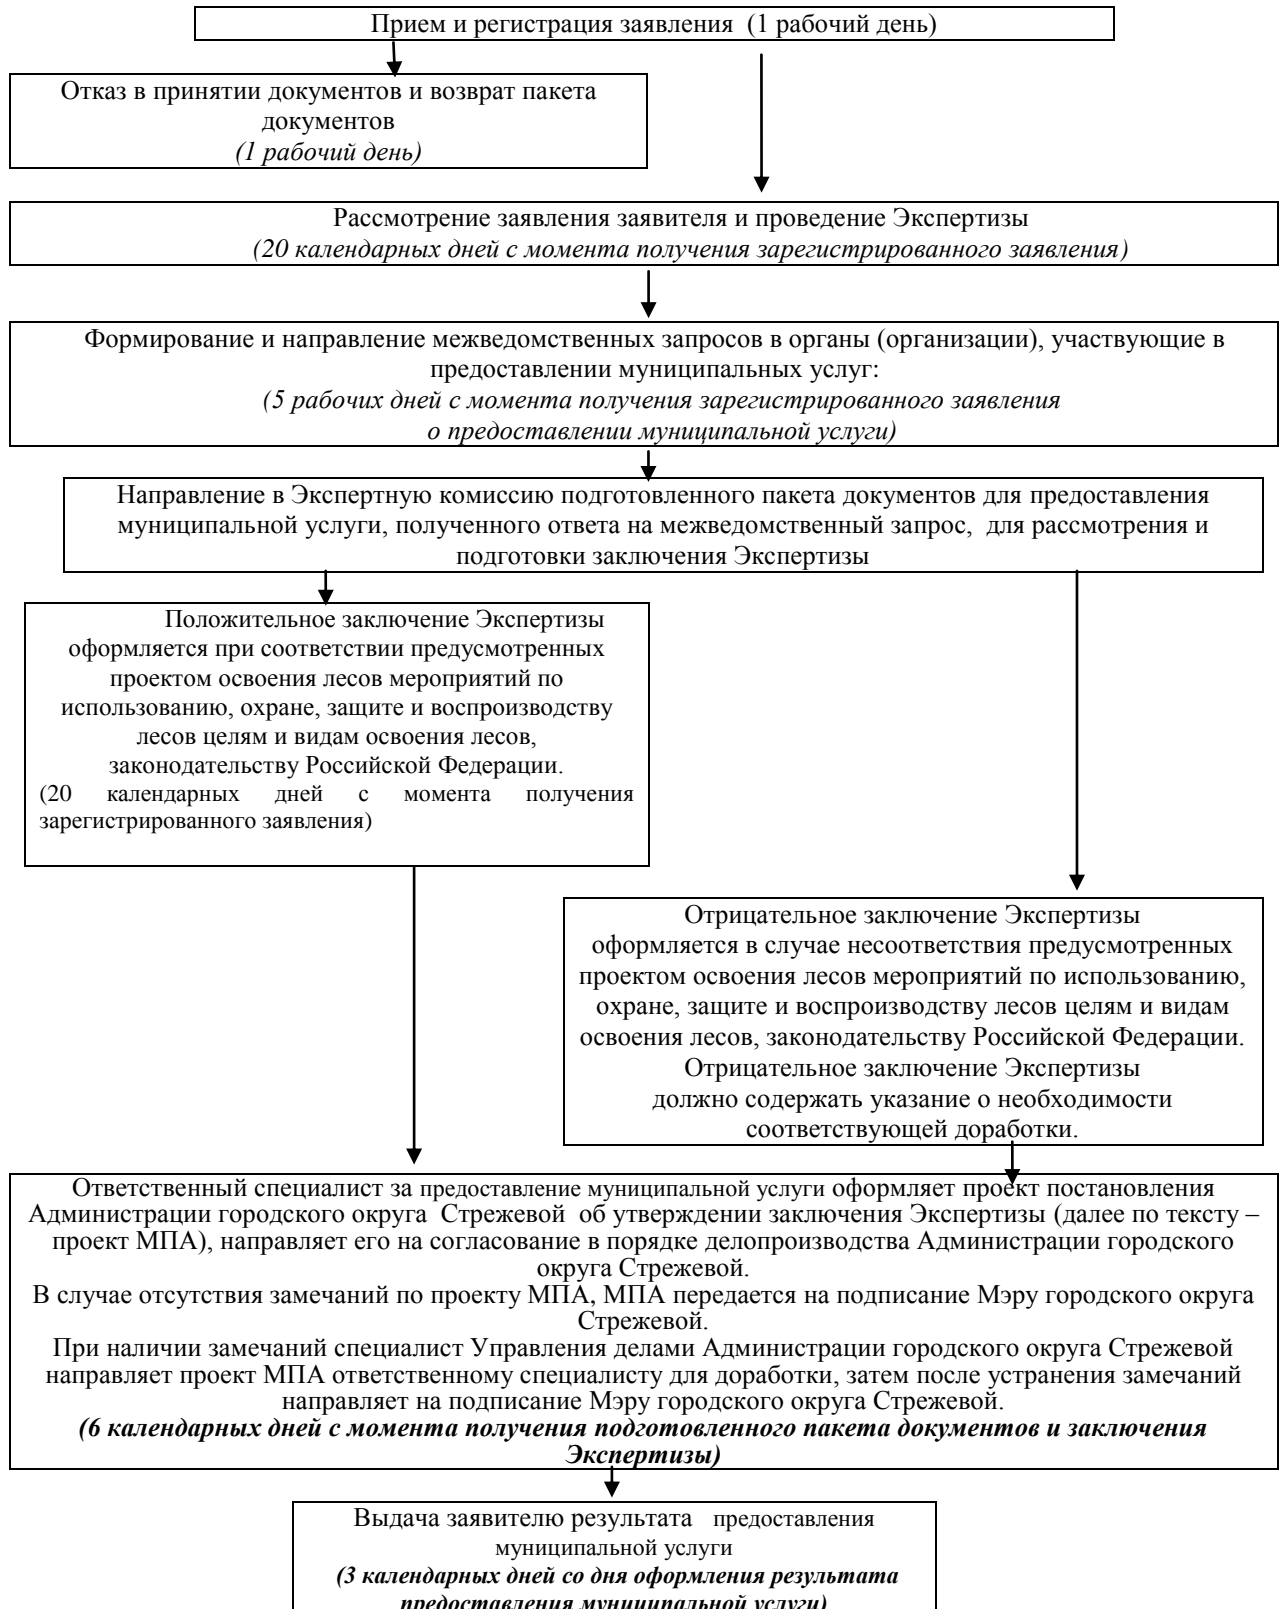 Прием и регистрация заявления (1 рабочий день)
Отказ в принятии документов и возврат пакета
документов
(1 рабочий день)
Рассмотрение заявления заявителя и проведение Экспертизы
(20 календарных дней с момента получения зарегистрированного заявления)
Формирование и направление межведомственных запросов в органы (организации), участвующие в
предоставлении муниципальных услуг:
(5 рабочих дней с момента получения зарегистрированного заявления
о предоставлении муниципальной услуги)
Направление в Экспертную комиссию подготовленного пакета документов для предоставления
муниципальной услуги, полученного ответа на межведомственный запрос, для рассмотрения и
подготовки заключения Экспертизы
Положительное заключение Экспертизы
оформляется при соответствии предусмотренных
проектом освоения лесов мероприятий по
использованию, охране, защите и воспроизводству
лесов целям и видам освоения лесов,
законодательству Российской Федерации.
(20 календарных дней с момента получения
зарегистрированного заявления)
Отрицательное заключение Экспертизы
оформляется в случае несоответствия предусмотренных
проектом освоения лесов мероприятий по использованию,
охране, защите и воспроизводству лесов целям и видам
освоения лесов, законодательству Российской Федерации.
Отрицательное заключение Экспертизы
должно содержать указание о необходимости
соответствующей доработки.
Ответственный специалист за предоставление муниципальной услуги оформляет проект постановления
Администрации городского округа Стрежевой об утверждении заключения Экспертизы (далее по тексту –
проект МПА), направляет его на согласование в порядке делопроизводства Администрации городского
округа Стрежевой.
В случае отсутствия замечаний по проекту МПА, МПА передается на подписание Мэру городского округа
Стрежевой.
При наличии замечаний специалист Управления делами Администрации городского округа Стрежевой
направляет проект МПА ответственному специалисту для доработки, затем после устранения замечаний
направляет на подписание Мэру городского округа Стрежевой.
(6 календарных дней с момента получения подготовленного пакета документов и заключения
Экспертизы)
Выдача заявителю результата предоставления
муниципальной услуги
(3 календарных дней со дня оформления результата
предоставления муниципальной услуги)